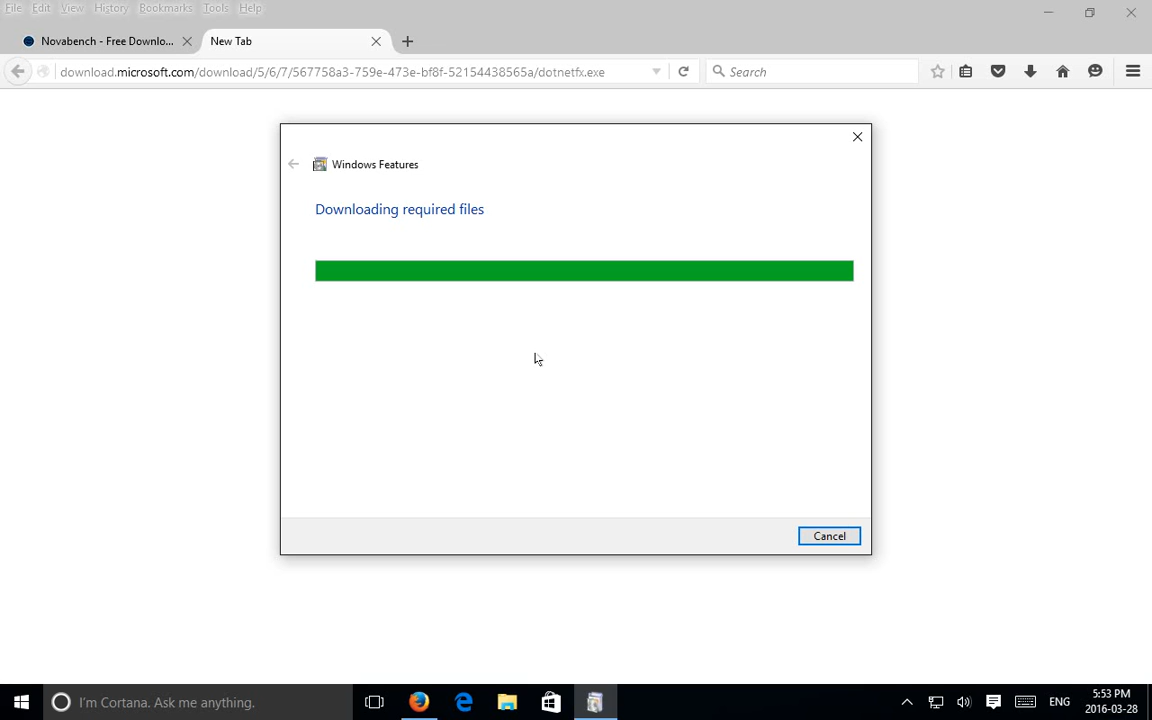 File Edit View History Bookmarks Tools Help
Novabench - Free Downlo...
New Tab
download.microsoft.com/download/5/6/7/567758a3-759e-473e-bf8f-52154438565a/dotnetfx.exe
Search
Windows Features
Downloading required files
Cancel
I'm Cortana. Ask me anything.
ENG
5:53 PM
2016-03-28